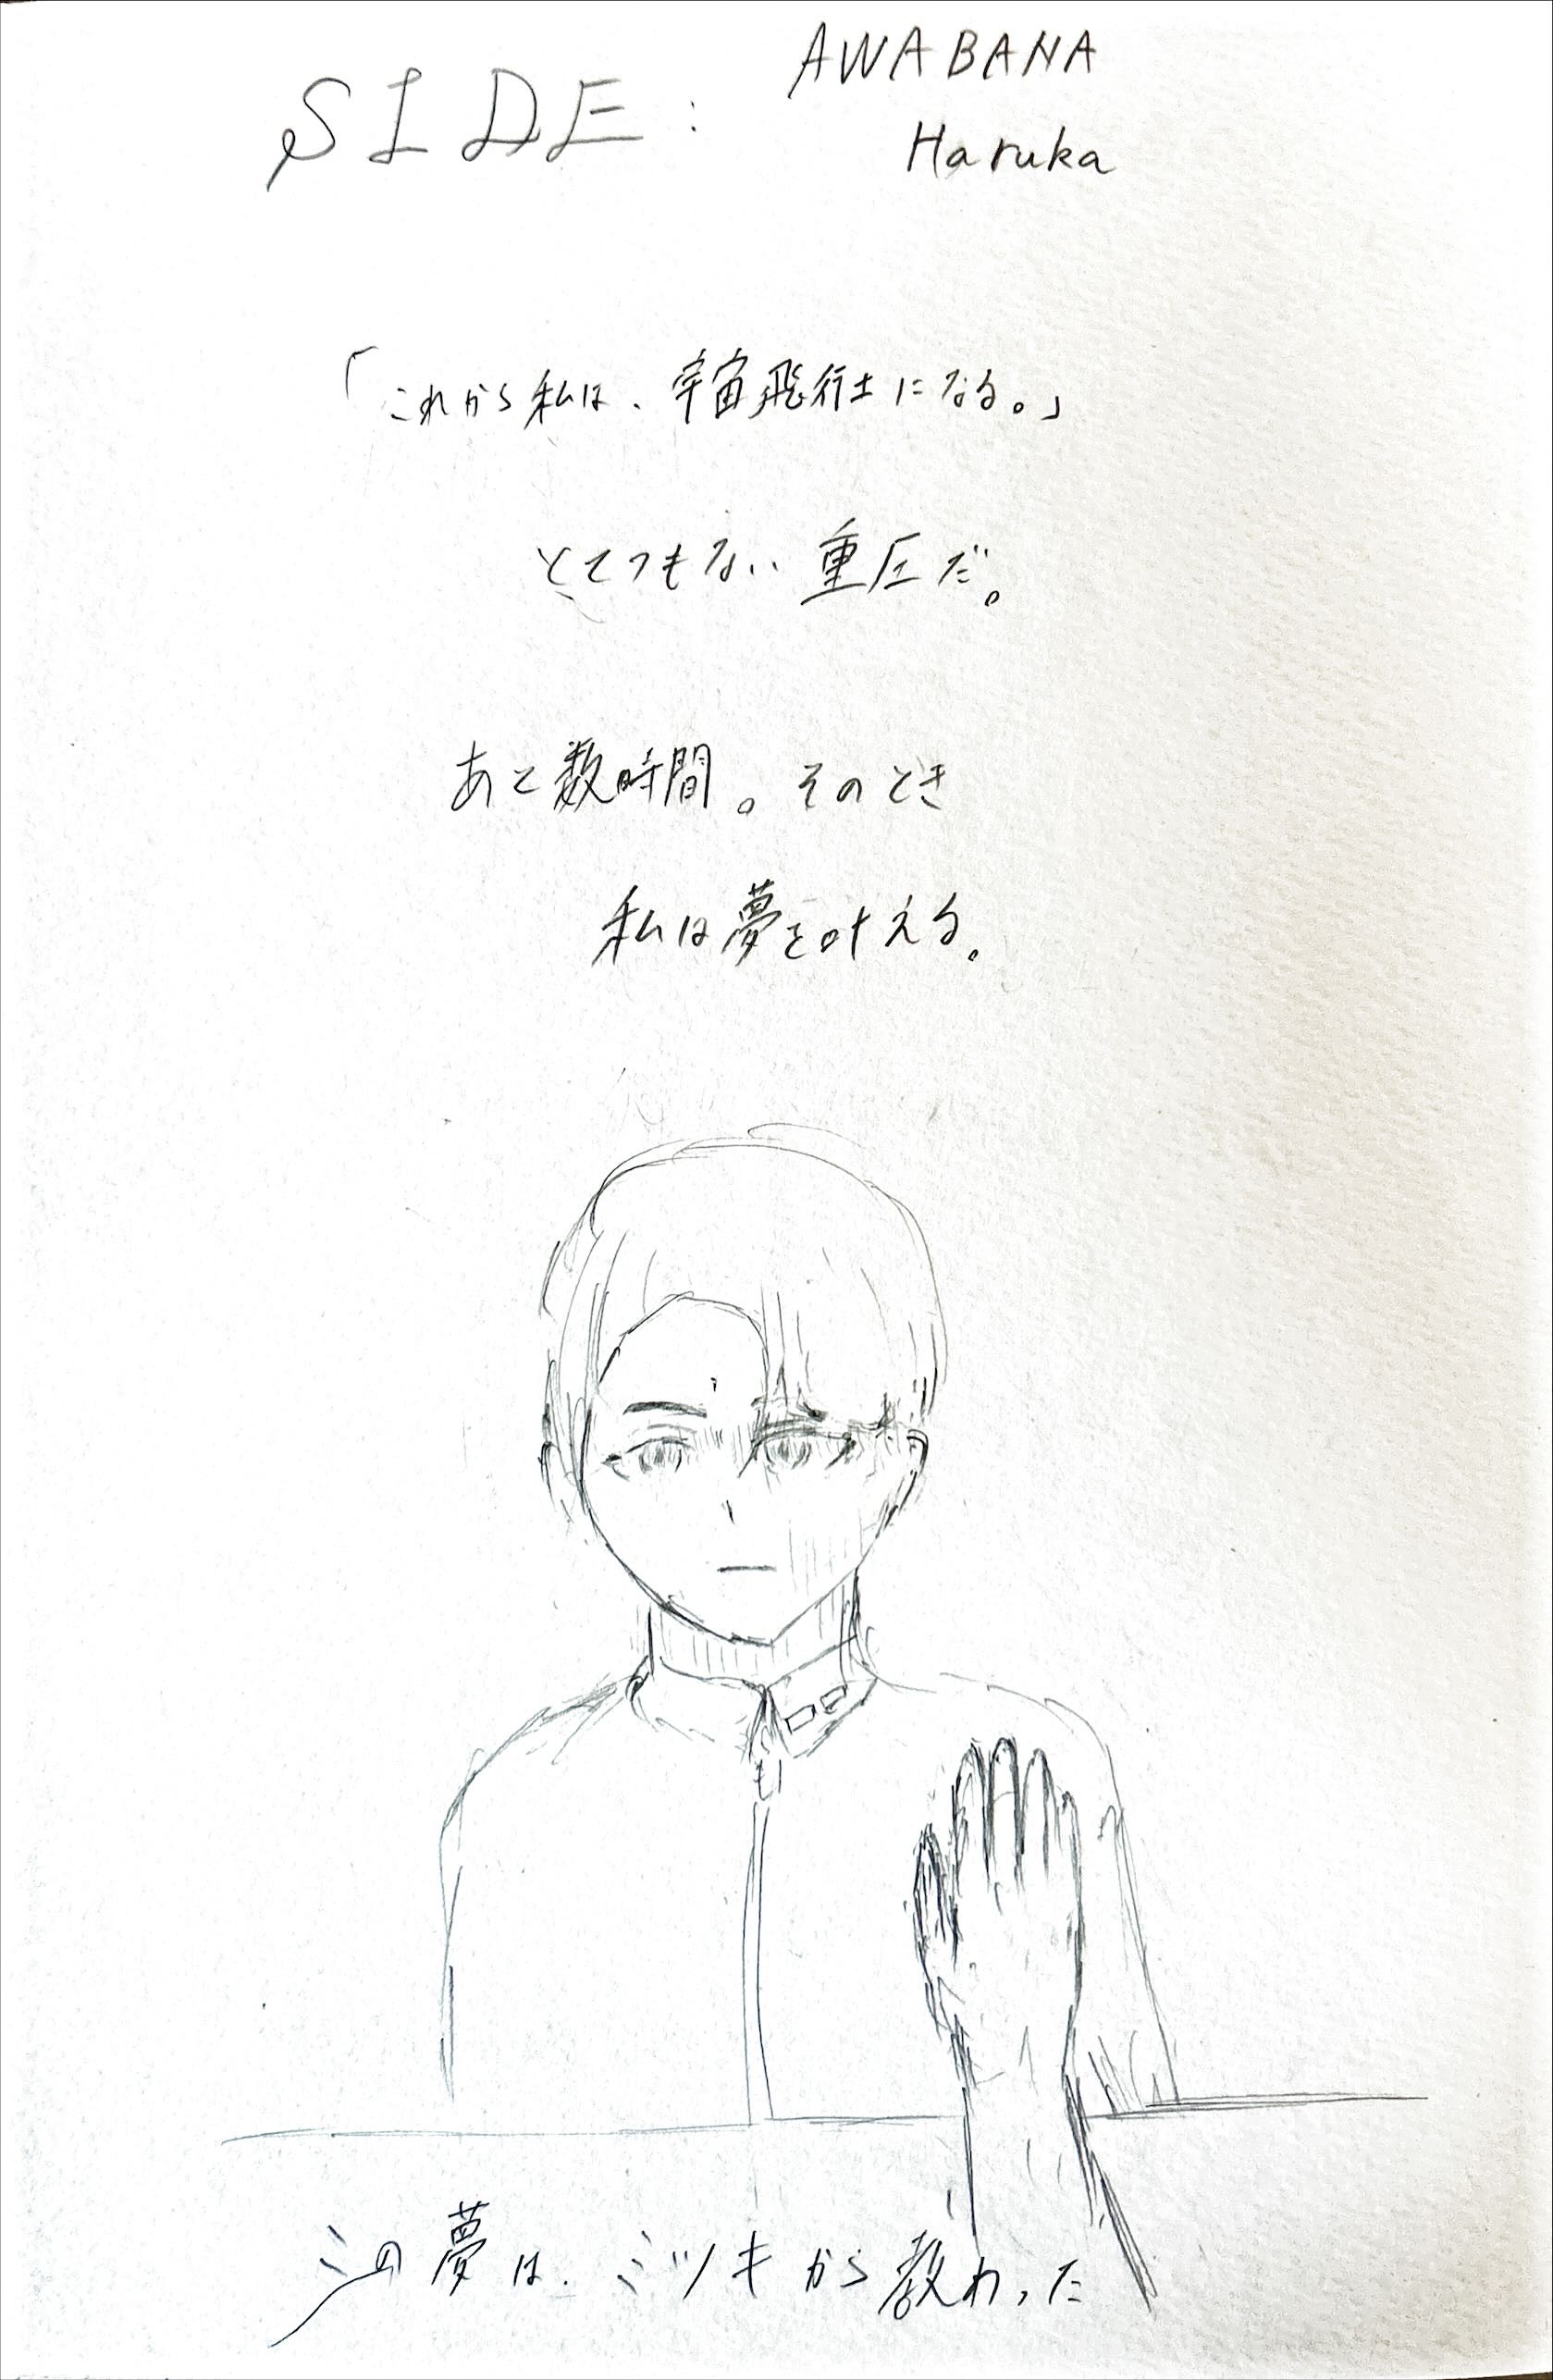 SIDE: AWABANA
Haruka
「これから私は、宇宙飛行士になる。」
とてつもない重圧だ。
あと数時間。そのとき
私は夢を叶える。
この夢は、ミツキから教わった